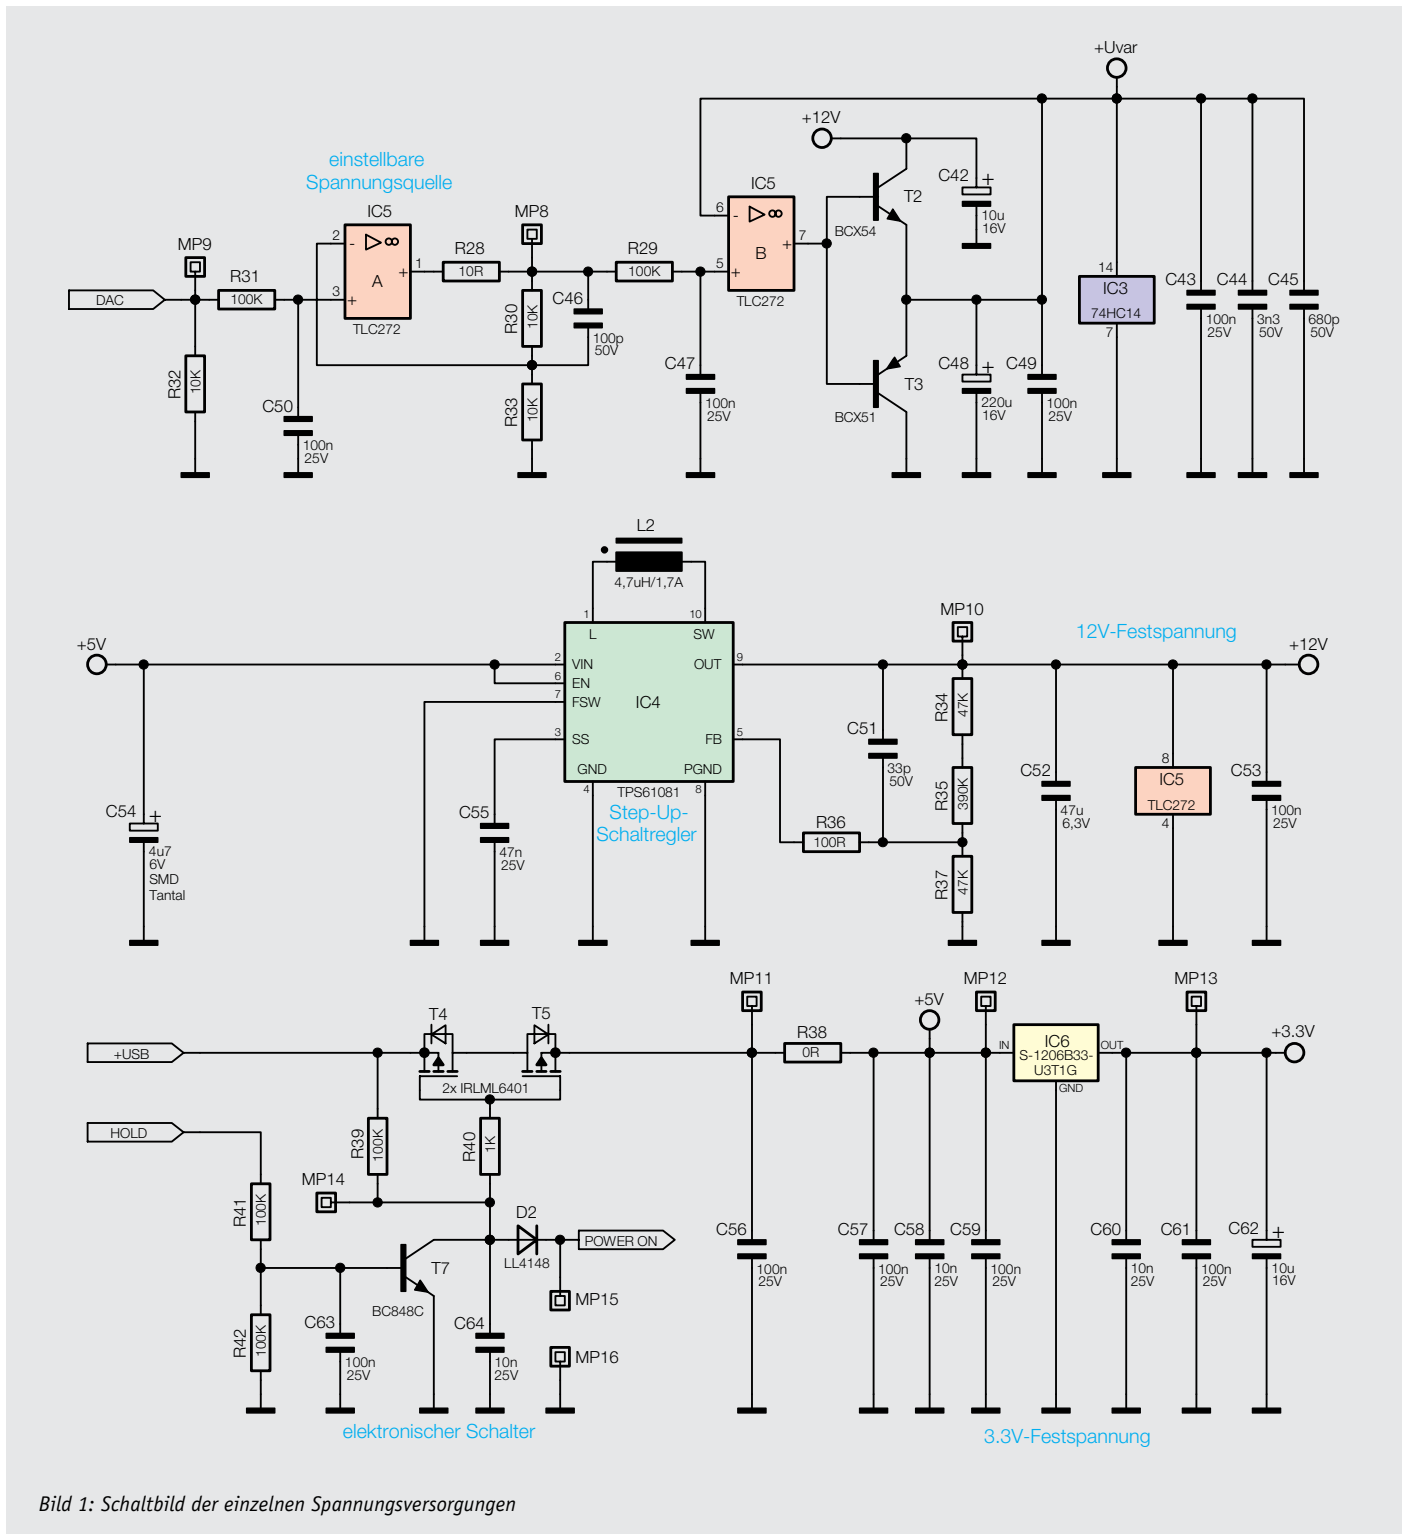 +Uvar
+12V
einstellbare
Spannungsquelle
IC5
IC5
C42
+
10u
16V
T2
BCX54
MP8
MP9
2
-
▷∞
A
+
1
3
+
TLC272
R28
10R
R29
100K
6
-
▷∞
B
+
7
5
+
TLC272
DAC
R31
100K
R30
10K
C46
100p
50V
14
IC3
74HC14
7
C43
100n
25V
C44
3n3
50V
C45
680p
50V
R32
10K
C50
100n
25V
R33
10K
C47
100n
25V
T3
BCX51
C48
+
220u
16V
C49
100n
25V
L2
4,7uH/1,7A
1
10
L
SW
MP10
12V-Festspannung
+5V
+12V
2
VIN
OUT
9
6
EN
7
FSW
IC4
3
SS
FB
5
GND
PGND
4
TPS61081
8
Step-Up-
Schaltregler
R34
47K
C51
33p
50V
R35
390K
R36
100R
R37
47K
C52
47u
6,3V
8
IC5
TLC272
4
C53
100n
25V
C54
+
4u7
6V
SMD
Tantal
C55
47n
25V
MP11
MP12
MP13
T4
T5
+5V
+3.3V
+USB
2x IRLML6401
R38
0R
IN
IC6
S-1206B33-
U3T1G
OUT
GND
HOLD
R39
100K
R40
1K
MP14
R41
100K
D2
LL4148
POWER ON
T7
BC848C
MP15
MP16
R42
100K
C63
100n
25V
C64
10n
25V
C56
100n
25V
C57
100n
25V
C58
10n
25V
C59
100n
25V
C60
10n
25V
C61
100n
25V
C62
+
10u
16V
elektronischer Schalter
3.3V-Festspannung
Bild 1: Schaltbild der einzelnen Spannungsversorgungen